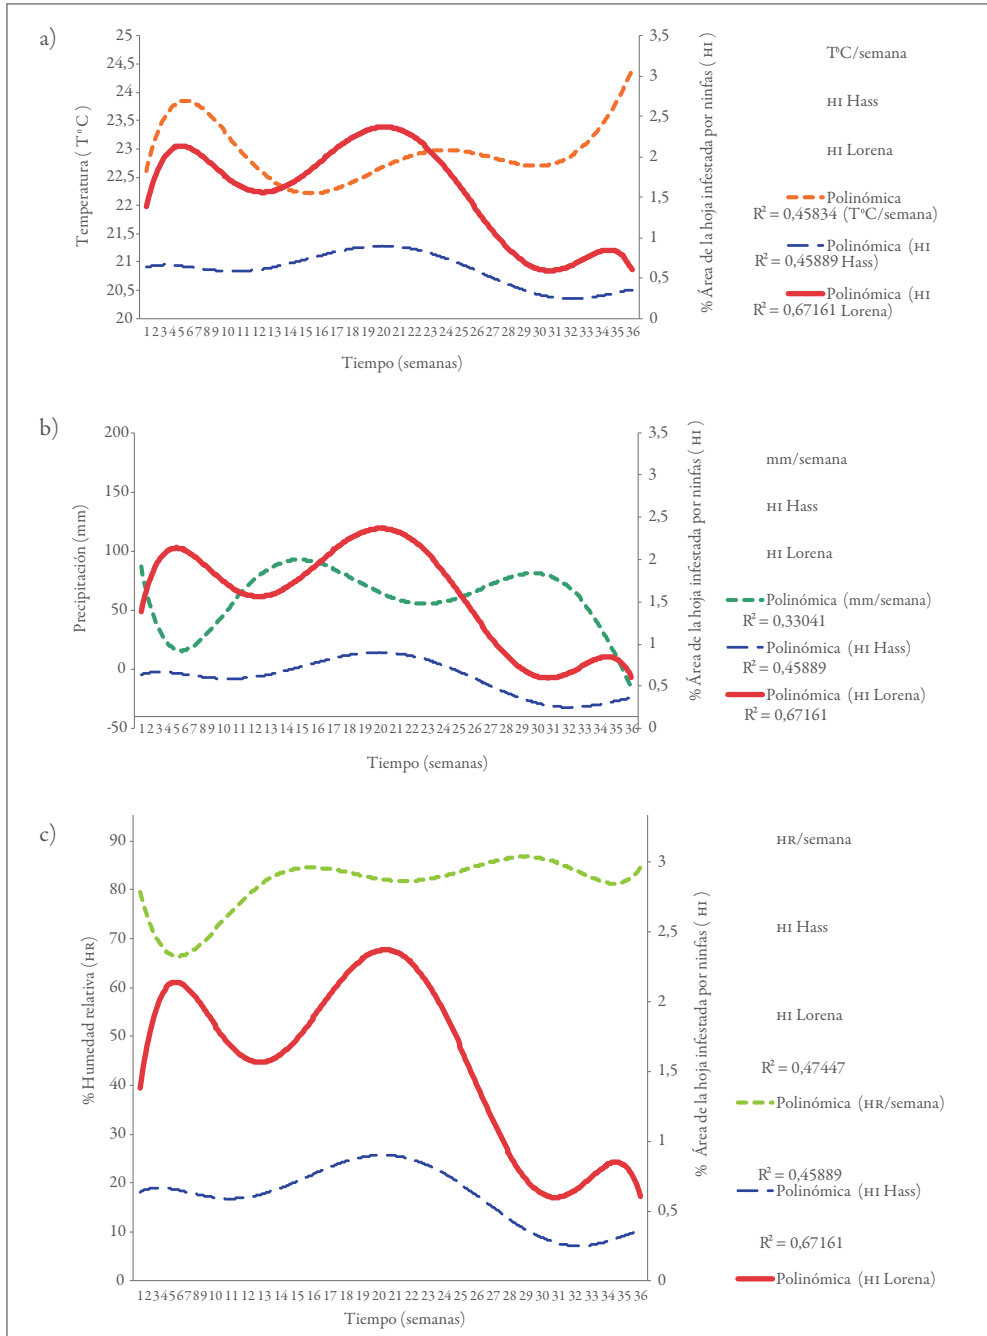 a)
25
24,5
24
23,5
23
22,5
22
21,5
21
20,5
20
Temperatura ( TºC )
3,5
3
2,5
2
1,5
1
0,5
0
% Área de la hoja infestada por ninfas ( HI )
1 2 3 4 5 6 7 8 9 10 11 12 13 14 15 16 17 18 19 20 21 22 23 24 25 26 27 28 29 30 31 32 33 34 35 36
Tiempo (semanas)
TºC/semana
HI Hass
HI Lorena
Polinómica
R² = 0,45834 (TºC/semana)
Polinómica (HI
R² = 0,45889 Hass)
Polinómica (HI
R² = 0,67161 Lorena)
b)
200
150
100
50
0
-50
Precipitación (mm)
3,5
3
2,5
2
1,5
1
0,5
0
% Área de la hoja infestada por ninfas ( HI )
1 2 3 4 5 6 7 8 9 10 11 12 13 14 15 16 17 18 19 20 21 22 23 24 25 26 27 28 29 30 31 32 33 34 35 36
Tiempo (semanas)
mm/semana
HI Hass
HI Lorena
Polinómica (mm/semana)
R² = 0,33041
Polinómica (HI Hass)
R² = 0,45889
Polinómica (HI Lorena)
R² = 0,67161
c)
90
80
70
60
50
40
30
20
10
0
% Humedad relativa (HR)
3
2,5
2
1,5
1
0,5
0
% Área de la hoja infestada por ninfas ( HI )
1 2 3 4 5 6 7 8 9 10 11 12 13 14 15 16 17 18 19 20 21 22 23 24 25 26 27 28 29 30 31 32 33 34 35 36
Tiempo (semanas)
HR/semana
HI Hass
HI Lorena
R² = 0,47447
Polinómica (HR/semana)
R² = 0,45889
Polinómica (HI Hass)
R² = 0,67161
Polinómica (HI Lorena)